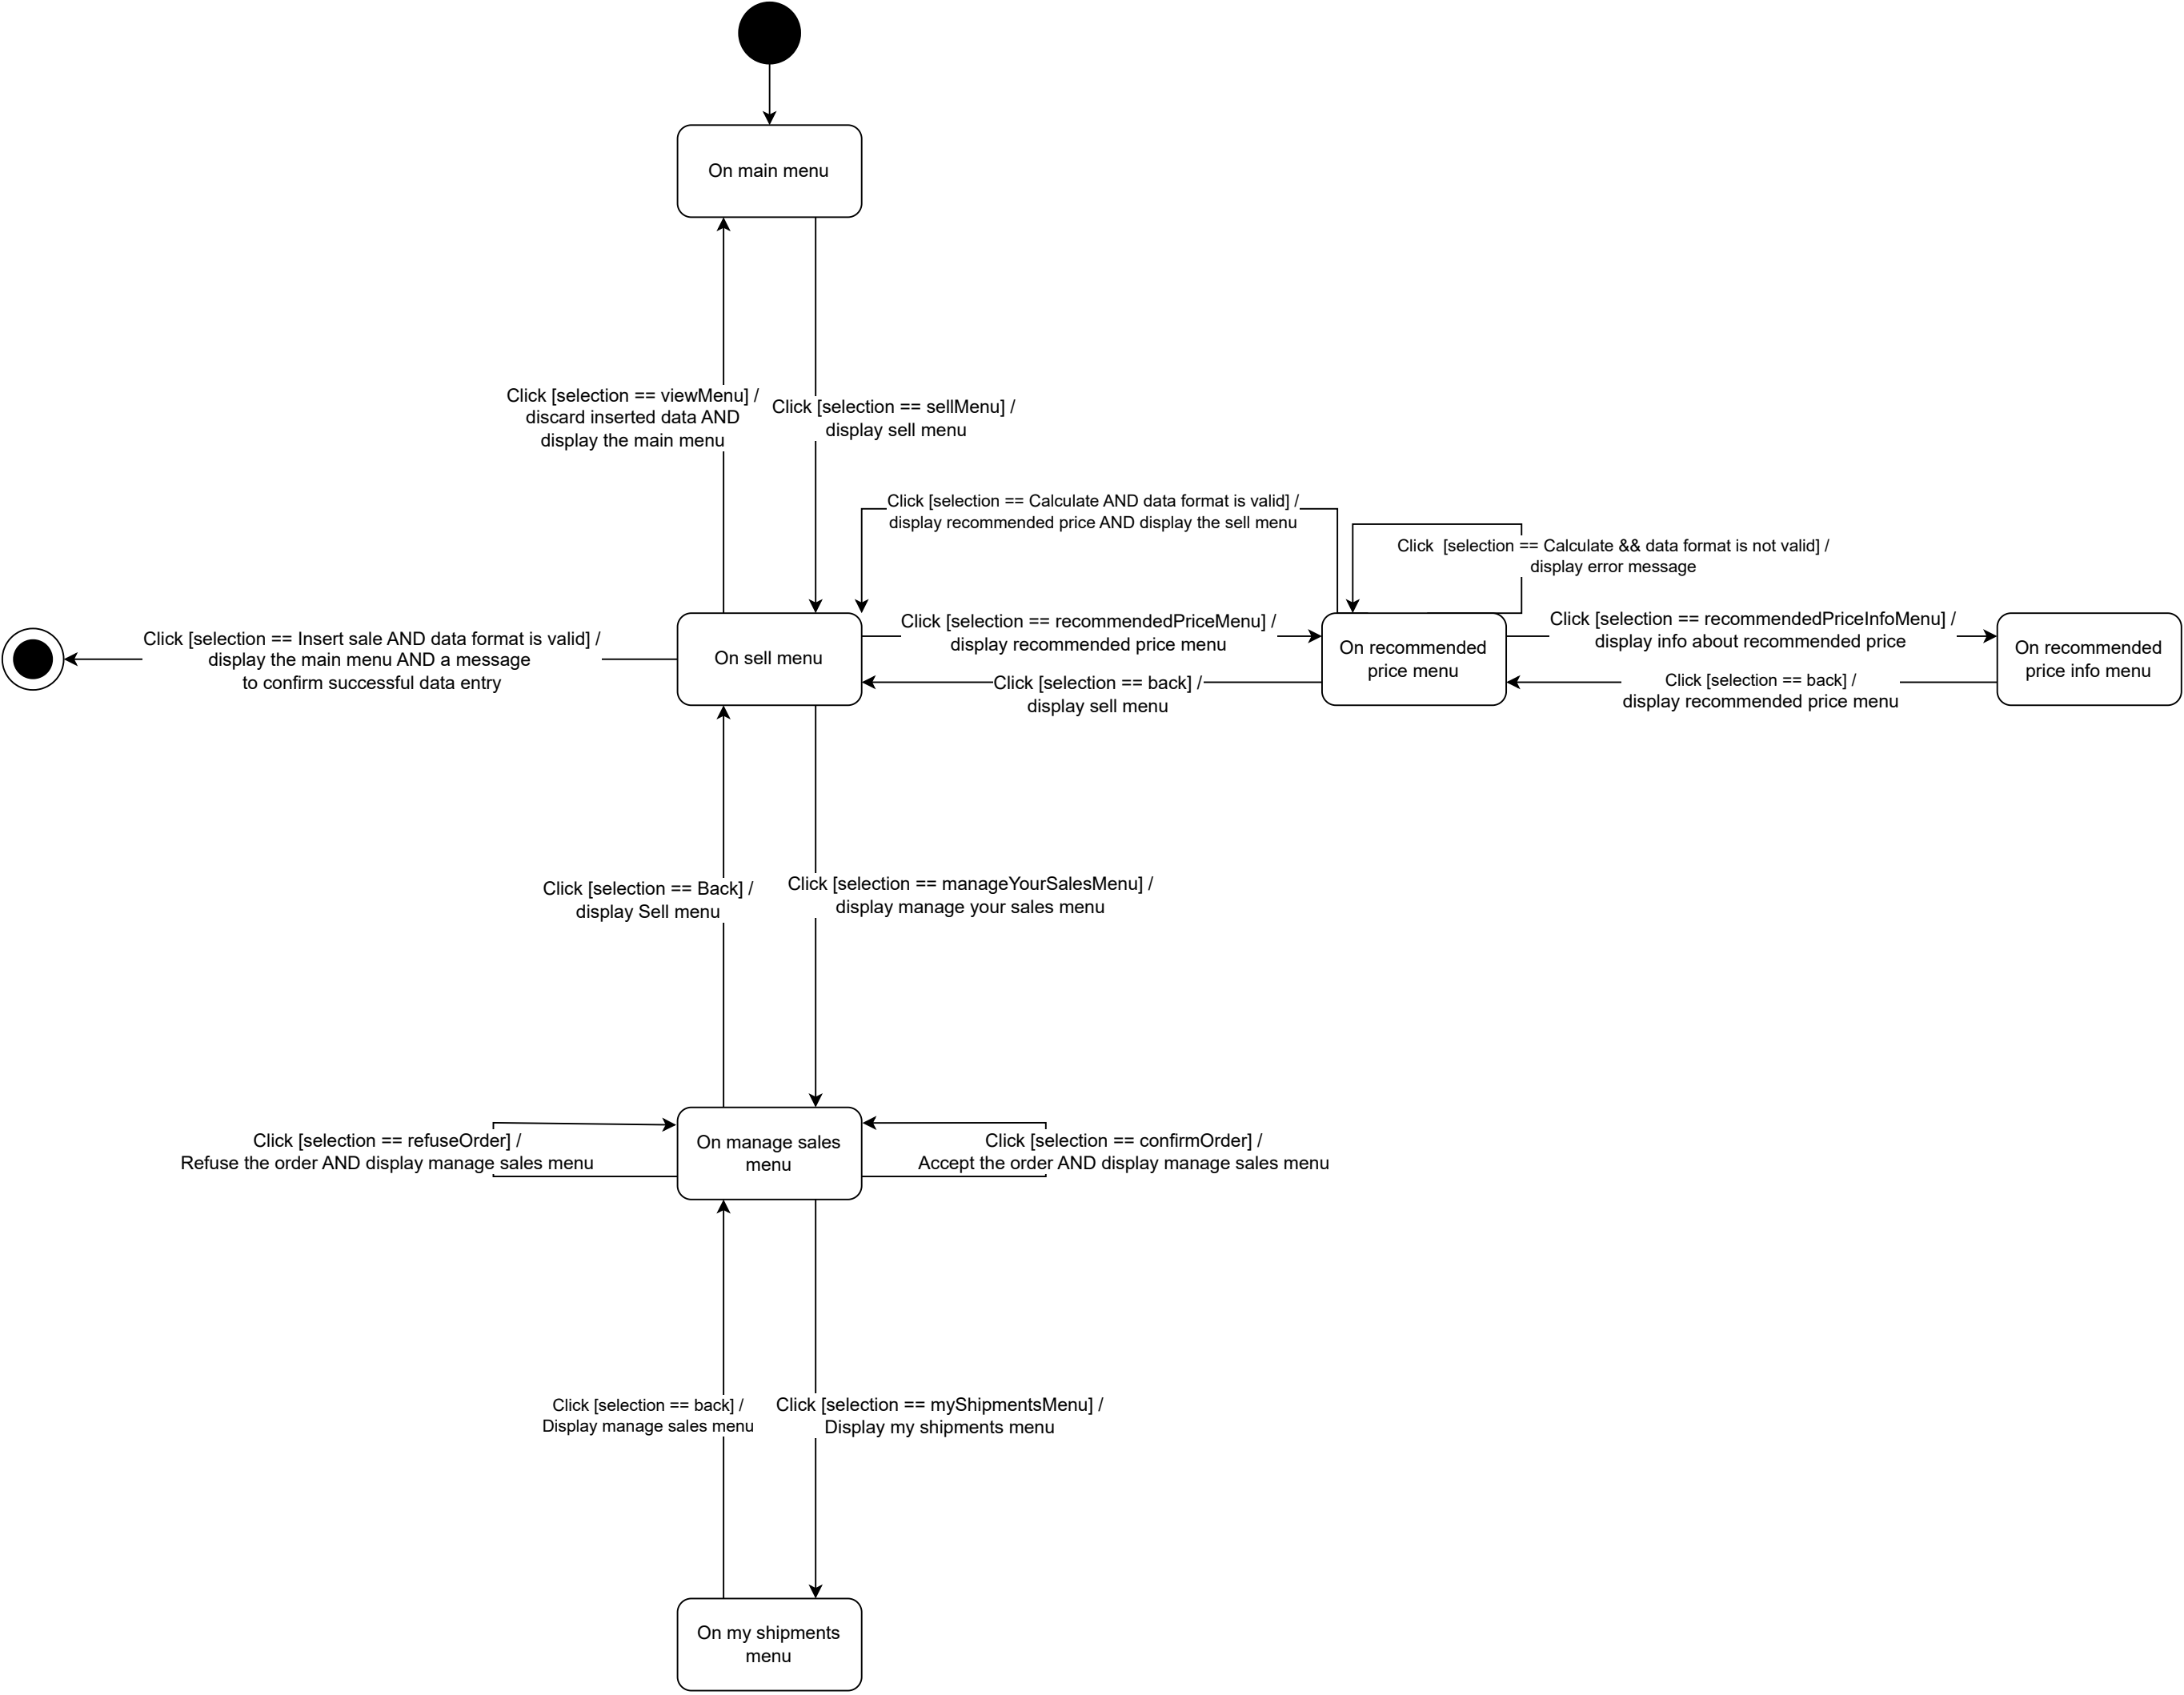 On main menu
Click [selection == viewMenu] /
discard inserted data AND
display the main menu
Click [selection == sellMenu] /
display sell menu
Click [selection == Calculate AND data format is valid] /
display recommended price AND display the sell menu
Click  [selection == Calculate && data format is not valid] /
display error message
Click [selection == Insert sale AND data format is valid] /
display the main menu AND a message
to confirm successful data entry
On sell menu
Click [selection == recommendedPriceMenu] /
display recommended price menu
Click [selection == back] /
display sell menu
On recommended
price menu
Click [selection == recommendedPriceInfoMenu] /
display info about recommended price
Click [selection == back] /
display recommended price menu
On recommended
price info menu
Click [selection == Back] /
display Sell menu
Click [selection == manageYourSalesMenu] /
display manage your sales menu
Click [selection == refuseOrder] /
Refuse the order AND display manage sales menu
On manage sales
menu
Click [selection == confirmOrder] /
Accept the order AND display manage sales menu
Click [selection == back] /
Display manage sales menu
Click [selection == myShipmentsMenu] /
Display my shipments menu
On my shipments
menu